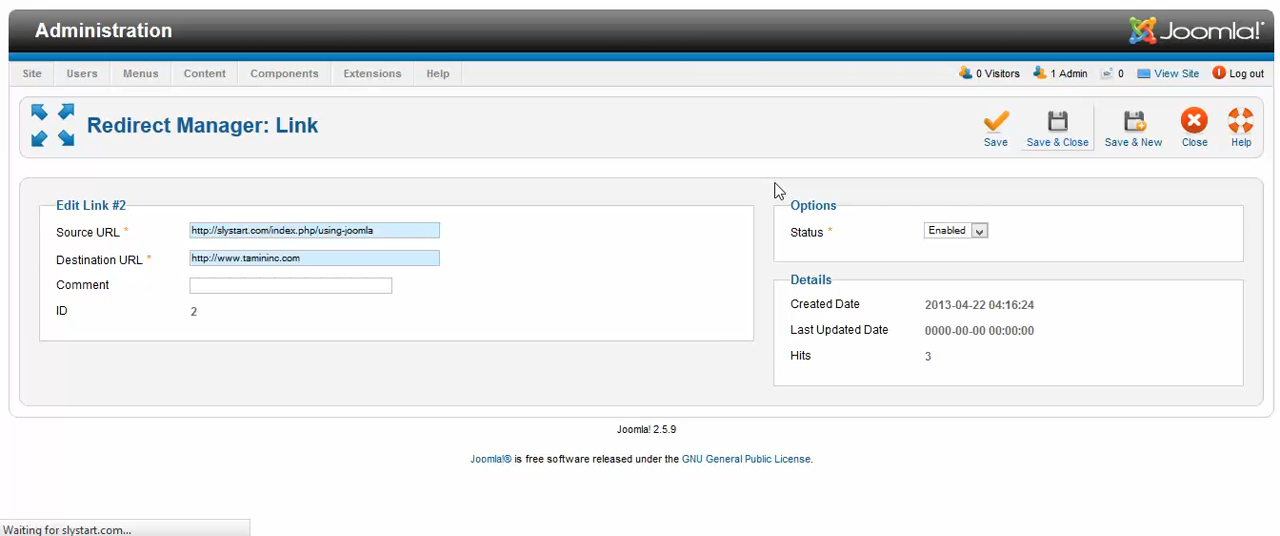 Administration
Joomla!
Site Users Menus Content Components Extensions Help
0 Visitors 1 Admin 0 View Site Log out
Redirect Manager: Link
Save Save & Close Save & New Close Help
Edit Link #2
Source URL * http://slystart.com/index.php/using-joomla
Destination URL * http://www.tamininc.com
Comment
ID 2
Options
Status * Enabled
Details
Created Date 2013-04-22 04:16:24
Last Updated Date 0000-00-00 00:00:00
Hits 3
Joomla! 2.5.9
Joomla!® is free software released under the GNU General Public License.
Waiting for slystart.com...